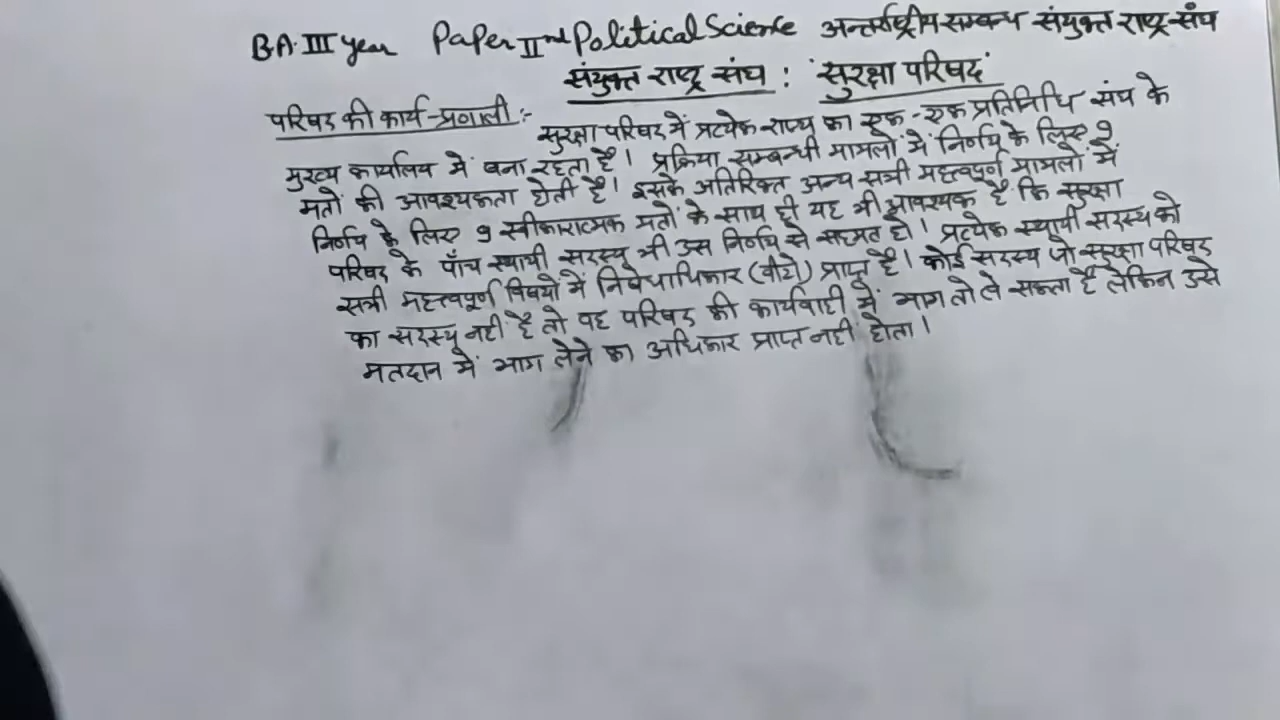 B.A. III year Paper II nd Political Science अन्तर्राष्ट्रीय सम्बन्ध संयुक्त राष्ट्र संघ
संयुक्त राष्ट्र संघ : 'सुरक्षा परिषद'
परिषद की कार्य-प्रणाली :- सुरक्षा परिषद में प्रत्येक राज्य का एक-एक प्रतिनिधि संघ के
मुख्य कार्यालय में बना रहता है। प्रक्रिया सम्बन्धी मामलों में निर्णय के लिए 9
मतों की आवश्यकता होती है। इसके अतिरिक्त अन्य सभी महत्वपूर्ण मामलों में
निर्णय के लिए 9 स्वीकारात्मक मतों के साथ ही यह भी आवश्यक है कि सुरक्षा
परिषद के पाँच स्थायी सदस्य भी उस निर्णय से सहमत हो। प्रत्येक स्थायी सदस्य को
सभी महत्वपूर्ण विषयों में निषेधाधिकार (वीटो) प्राप्त है। कोई सदस्य जो सुरक्षा परिषद
का सदस्य नहीं है तो वह परिषद की कार्यवाही में भाग तो ले सकता है लेकिन उसे
मतदान में भाग लेने का अधिकार प्राप्त नहीं होता।